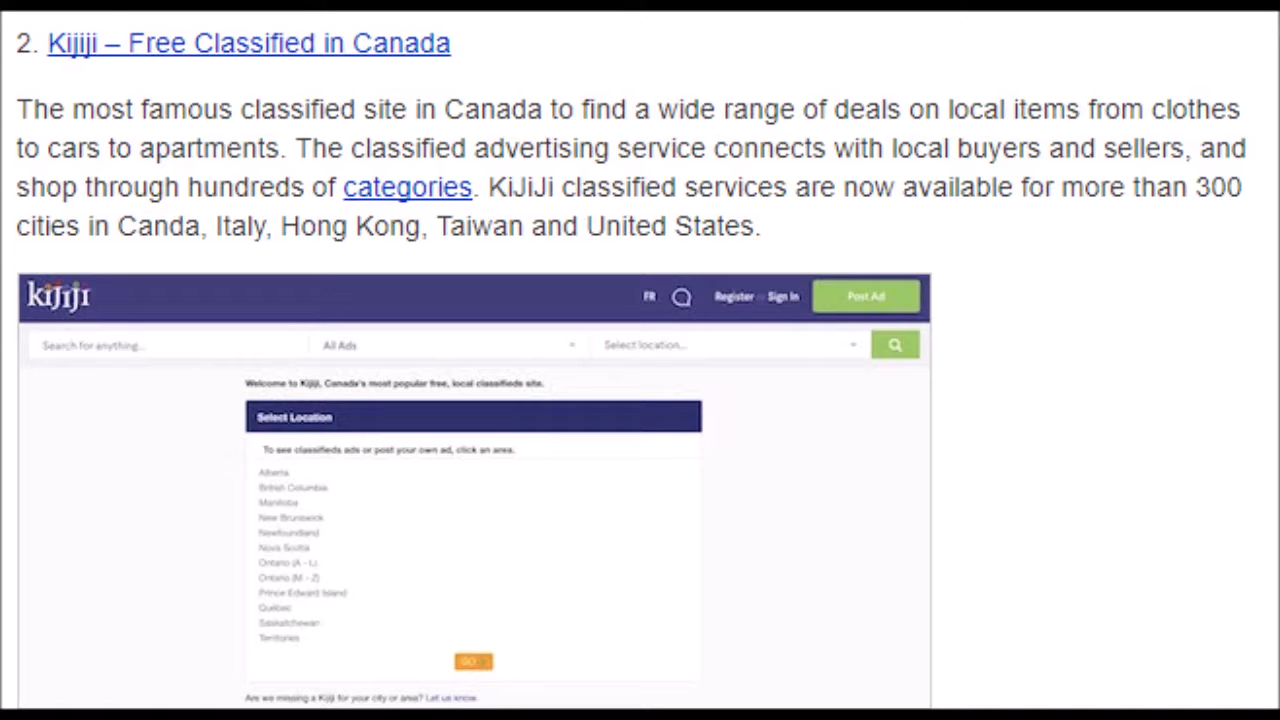 2. Kijiji – Free Classified in Canada
The most famous classified site in Canada to find a wide range of deals on local items from clothes
to cars to apartments. The classified advertising service connects with local buyers and sellers, and
shop through hundreds of categories. KiJiJi classified services are now available for more than 300
cities in Canda, Italy, Hong Kong, Taiwan and United States.
kijiji FR Register Sign In Post Ad
Search for anything... All Ads Select location...
Welcome to Kijiji, Canada's most popular free, local classifieds site.
Select Location
To see classifieds ads or post your own ad, click an area.
Alberta
British Columbia
Manitoba
New Brunswick
Newfoundland
Nova Scotia
Ontario (A - L)
Ontario (M - Z)
Prince Edward Island
Québec
Saskatchewan
Territories
GO
Are we missing a Kijiji for your city or area? Let us know.